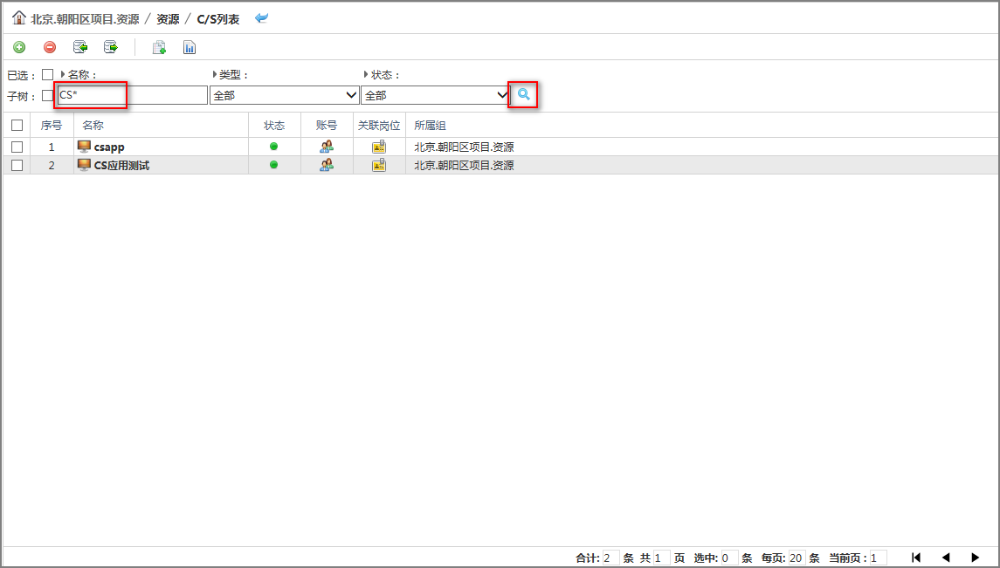 北京.朝阳区项目.资源 / 资源 / C/S列表
已选： 名称： 类型： 状态：
子树： CS* 全部 全部
序号 名称 状态 账号 关联岗位 所属组
1 csapp 北京.朝阳区项目.资源
2 CS应用测试 北京.朝阳区项目.资源
合计: 2 条 共 1 页 选中: 0 条 每页: 20 条 当前页： 1